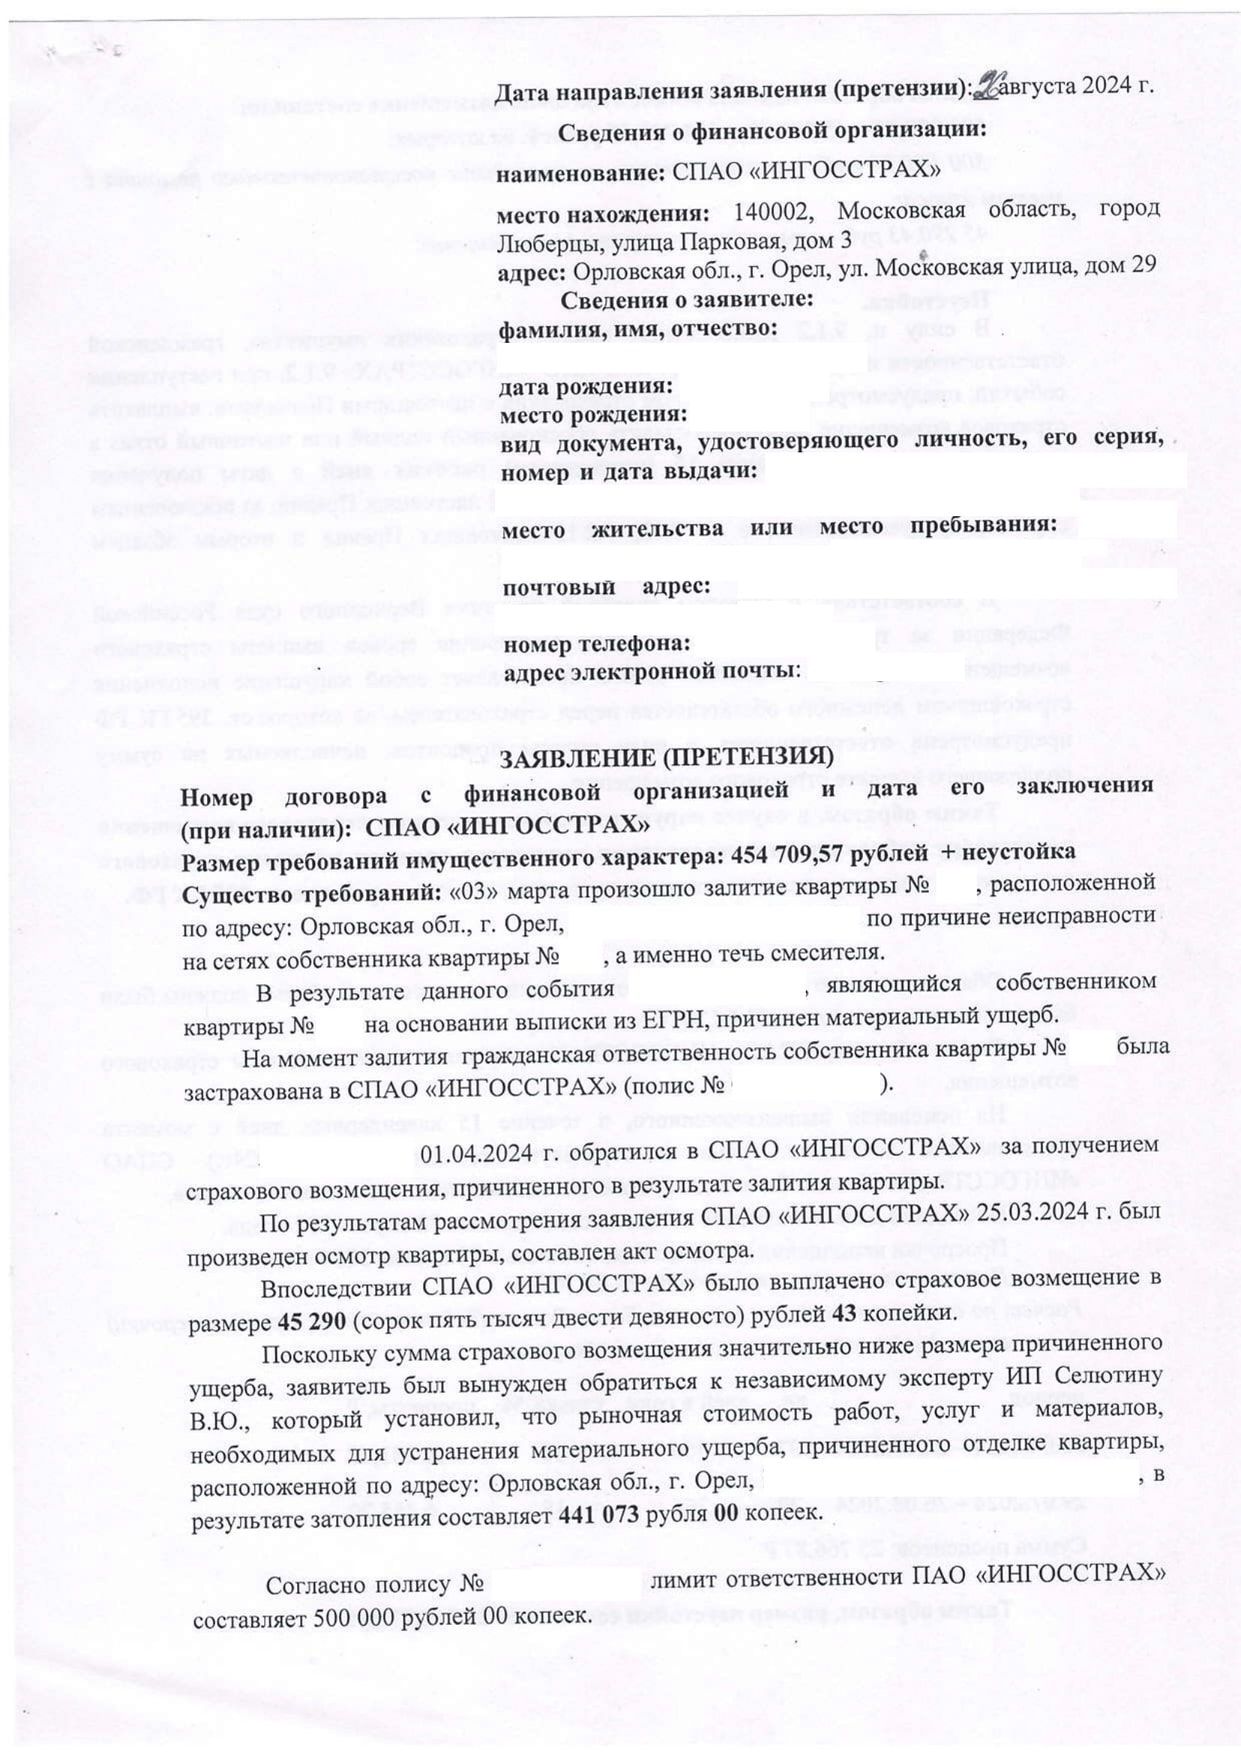 Дата направления заявления (претензии): 26 августа 2024 г.
Сведения о финансовой организации:
наименование: СПАО «ИНГОССТРАХ»
место нахождения: 140002, Московская область, город
Люберцы, улица Парковая, дом 3
адрес: Орловская обл., г. Орел, ул. Московская улица, дом 29
Сведения о заявителе:
фамилия, имя, отчество:
дата рождения:
место рождения:
вид документа, удостоверяющего личность, его серия,
номер и дата выдачи:
место жительства или место пребывания:
почтовый адрес:
номер телефона:
адрес электронной почты:
ЗАЯВЛЕНИЕ (ПРЕТЕНЗИЯ)
Номер договора с финансовой организацией и дата его заключения
(при наличии): СПАО «ИНГОССТРАХ»
Размер требований имущественного характера: 454 709,57 рублей + неустойка
Существо требований: «03» марта произошло залитие квартиры № , расположенной
по адресу: Орловская обл., г. Орел, по причине неисправности
на сетях собственника квартиры № , а именно течь смесителя.
В результате данного события , являющийся собственником
квартиры № на основании выписки из ЕГРН, причинен материальный ущерб.
На момент залития гражданская ответственность собственника квартиры № была
застрахована в СПАО «ИНГОССТРАХ» (полис № ).
01.04.2024 г. обратился в СПАО «ИНГОССТРАХ» за получением
страхового возмещения, причиненного в результате залития квартиры.
По результатам рассмотрения заявления СПАО «ИНГОССТРАХ» 25.03.2024 г. был
произведен осмотр квартиры, составлен акт осмотра.
Впоследствии СПАО «ИНГОССТРАХ» было выплачено страховое возмещение в
размере 45 290 (сорок пять тысяч двести девяносто) рублей 43 копейки.
Поскольку сумма страхового возмещения значительно ниже размера причиненного
ущерба, заявитель был вынужден обратиться к независимому эксперту ИП Селютину
В.Ю., который установил, что рыночная стоимость работ, услуг и материалов,
необходимых для устранения материального ущерба, причиненного отделке квартиры,
расположенной по адресу: Орловская обл., г. Орел, , в
результате затопления составляет 441 073 рубля 00 копеек.
Согласно полису № лимит ответственности ПАО «ИНГОССТРАХ»
составляет 500 000 рублей 00 копеек.